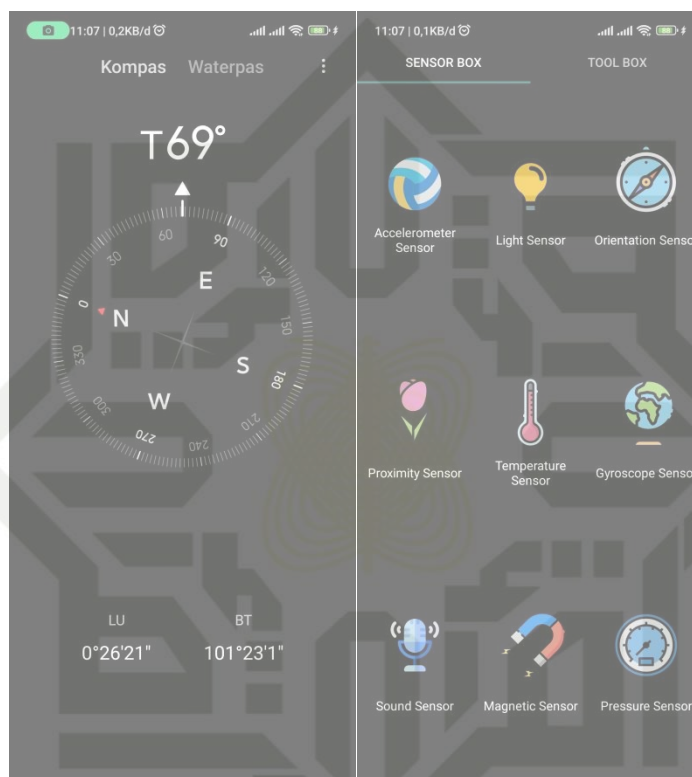 11:07 | 0,2KB/d
Kompas Waterpas
T69°
60
90
30
120
E
0
N
150
330
S
180
W
300
210
270
240
LU BT
0°26'21" 101°23'1"
11:07 | 0,1KB/d
SENSOR BOX TOOL BOX
Accelerometer
Sensor
Light Sensor
Orientation Senso
Proximity Sensor
Temperature
Sensor
Gyroscope Senso
Sound Sensor Magnetic Sensor Pressure Sensor